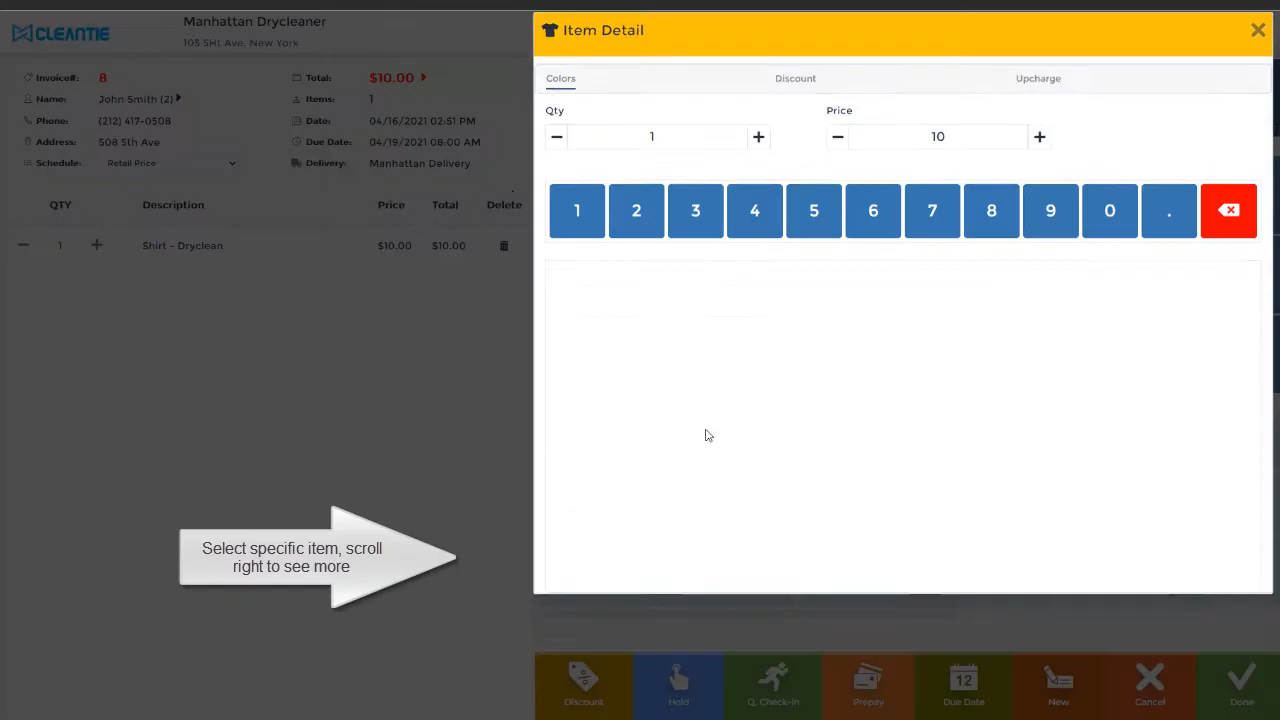 CLEANTIE
Manhattan Drycleaner
105 5Ht Ave, New York
Invoice#: 8
Total: $10.00
Name: John Smith (2)
Items: 1
Phone: (212) 417-0508
Date: 04/16/2021 02:51 PM
Address: 508 5th Ave
Due Date: 04/19/2021 08:00 AM
Schedule: Retail Price
Delivery: Manhattan Delivery
QTY Description Price Total Delete
1 Shirt - Dryclean $10.00 $10.00
Select specific item, scroll
right to see more
Item Detail
Colors Discount Upcharge
Qty Price
1 10
1 2 3 4 5 6 7 8 9 0 .
Discount Hold Q. Check-in Prepay 12 Due Date New Cancel Done